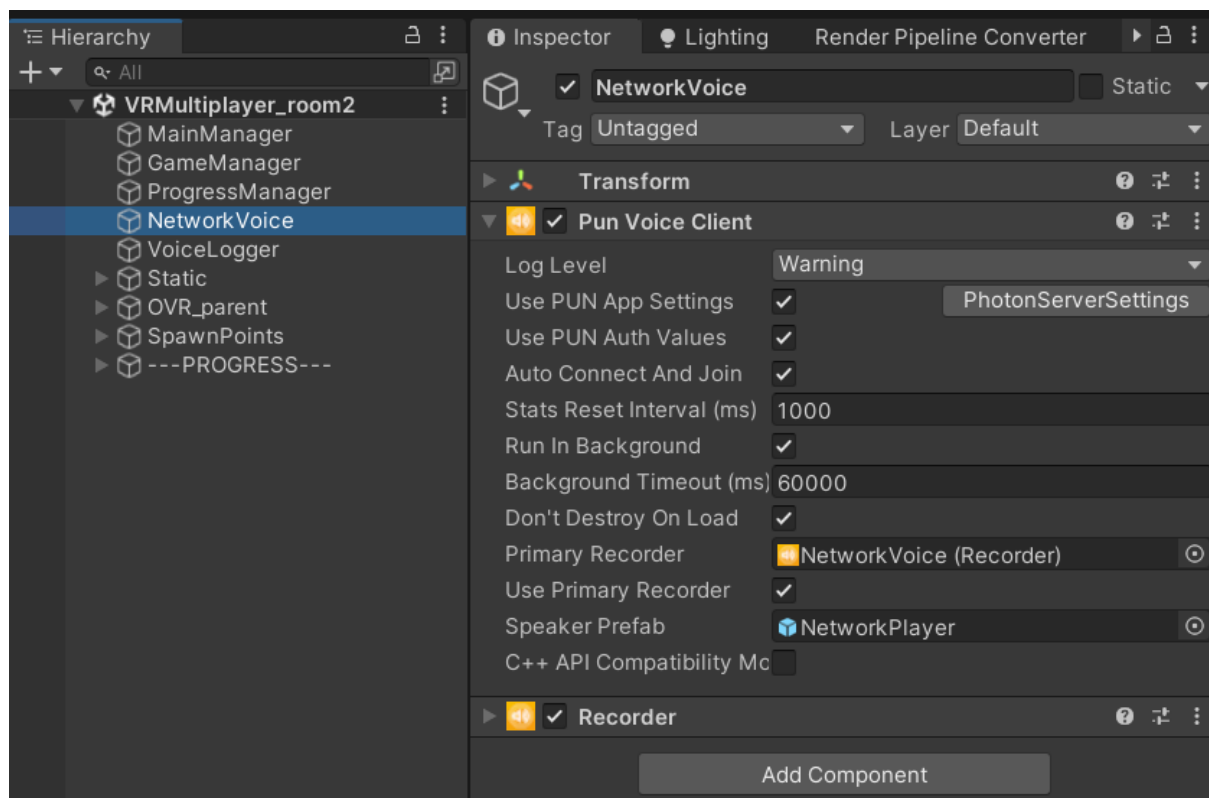 Hierarchy
All
VRMultiplayer_room2
MainManager
GameManager
ProgressManager
NetworkVoice
VoiceLogger
Static
OVR_parent
SpawnPoints
---PROGRESS---
Inspector Lighting Render Pipeline Converter
NetworkVoice Static
Tag Untagged Layer Default
Transform
Pun Voice Client
Log Level Warning
Use PUN App Settings PhotonServerSettings
Use PUN Auth Values
Auto Connect And Join
Stats Reset Interval (ms) 1000
Run In Background
Background Timeout (ms) 60000
Don't Destroy On Load
Primary Recorder NetworkVoice (Recorder)
Use Primary Recorder
Speaker Prefab NetworkPlayer
C++ API Compatibility Mo
Recorder
Add Component